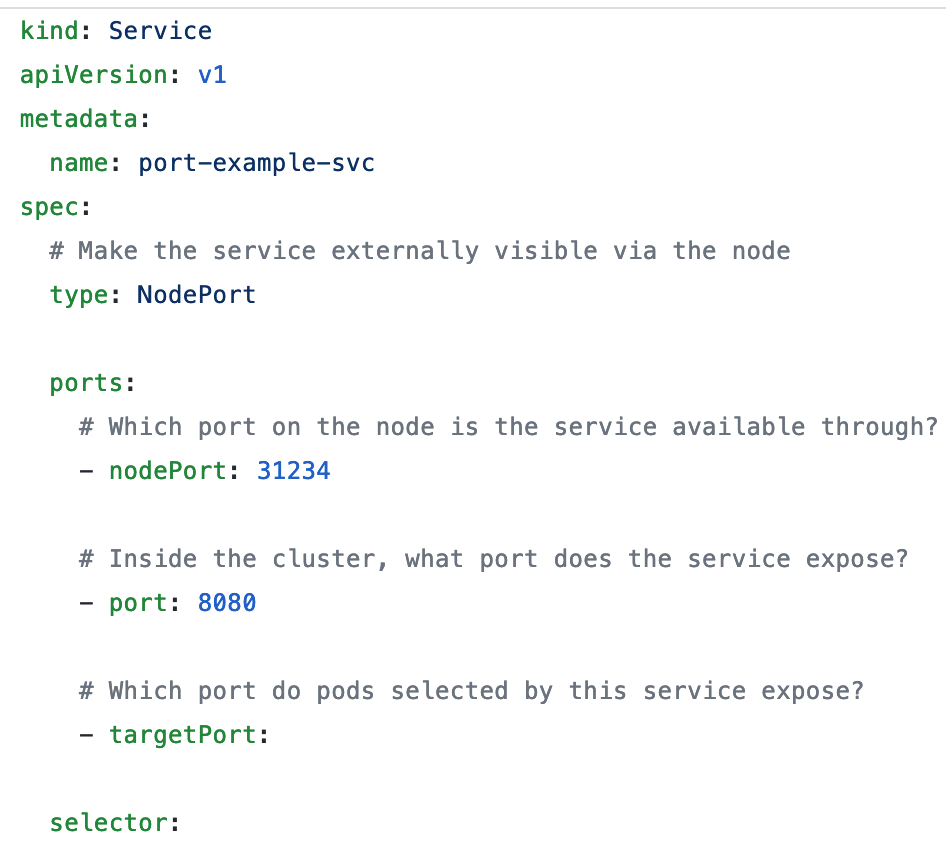 kind: Service
apiVersion: v1
metadata:
  name: port-example-svc
spec:
  # Make the service externally visible via the node
  type: NodePort

  ports:
    # Which port on the node is the service available through?
    - nodePort: 31234

    # Inside the cluster, what port does the service expose?
    - port: 8080

    # Which port do pods selected by this service expose?
    - targetPort:

  selector: